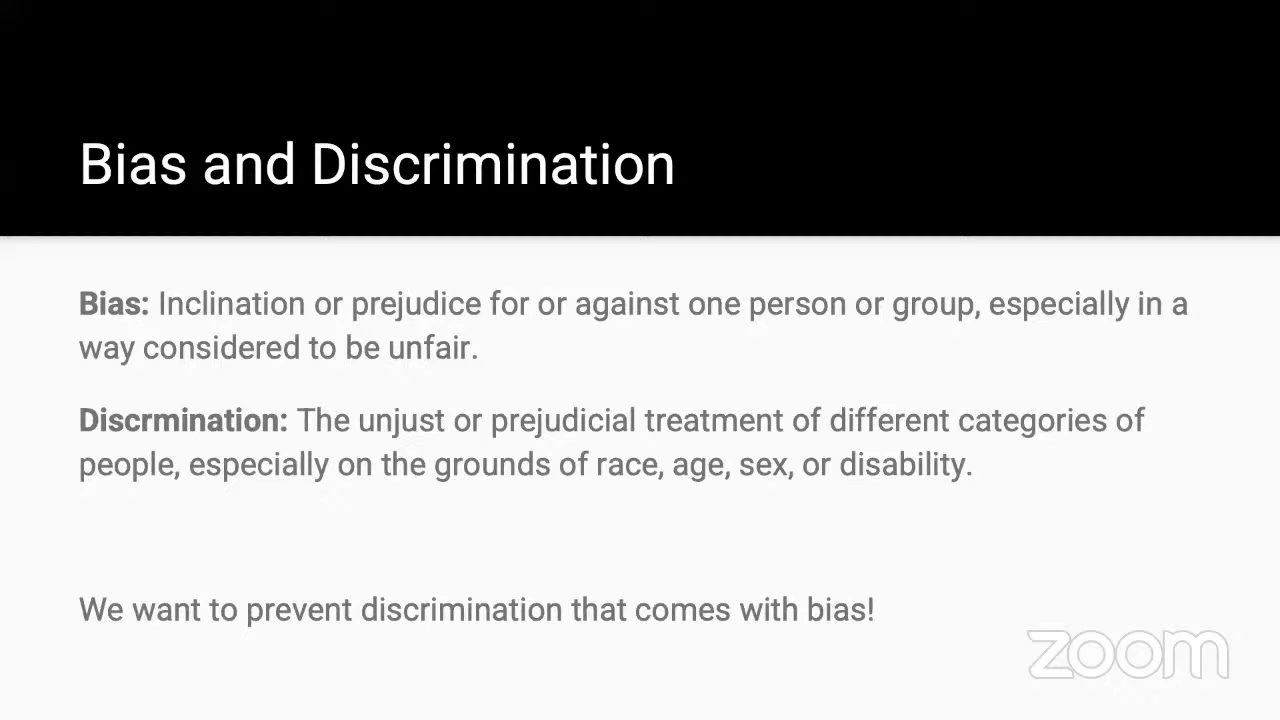 Bias and Discrimination
Bias: Inclination or prejudice for or against one person or group, especially in a
way considered to be unfair.
Discrmination: The unjust or prejudicial treatment of different categories of
people, especially on the grounds of race, age, sex, or disability.
We want to prevent discrimination that comes with bias!
zoom